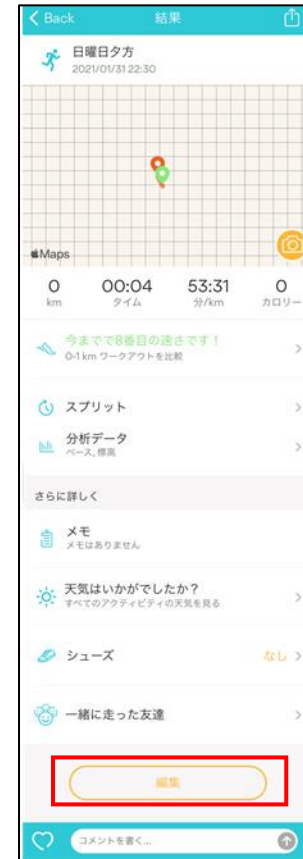 Back 結果
日曜日夕方
2021/01/31 22:30
Maps
0 00:04 53:31 0
km タイム 分/km カロリー
今までで8番目の速さです！
0-1 km ワークアウトを比較
スプリット
分析データ
ペース, 標高
さらに詳しく
メモ
メモはありません
天気はいかがでしたか？
すべてのアクティビティの天気を見る
シューズ なし
一緒に走った友達
編集
コメントを書く...